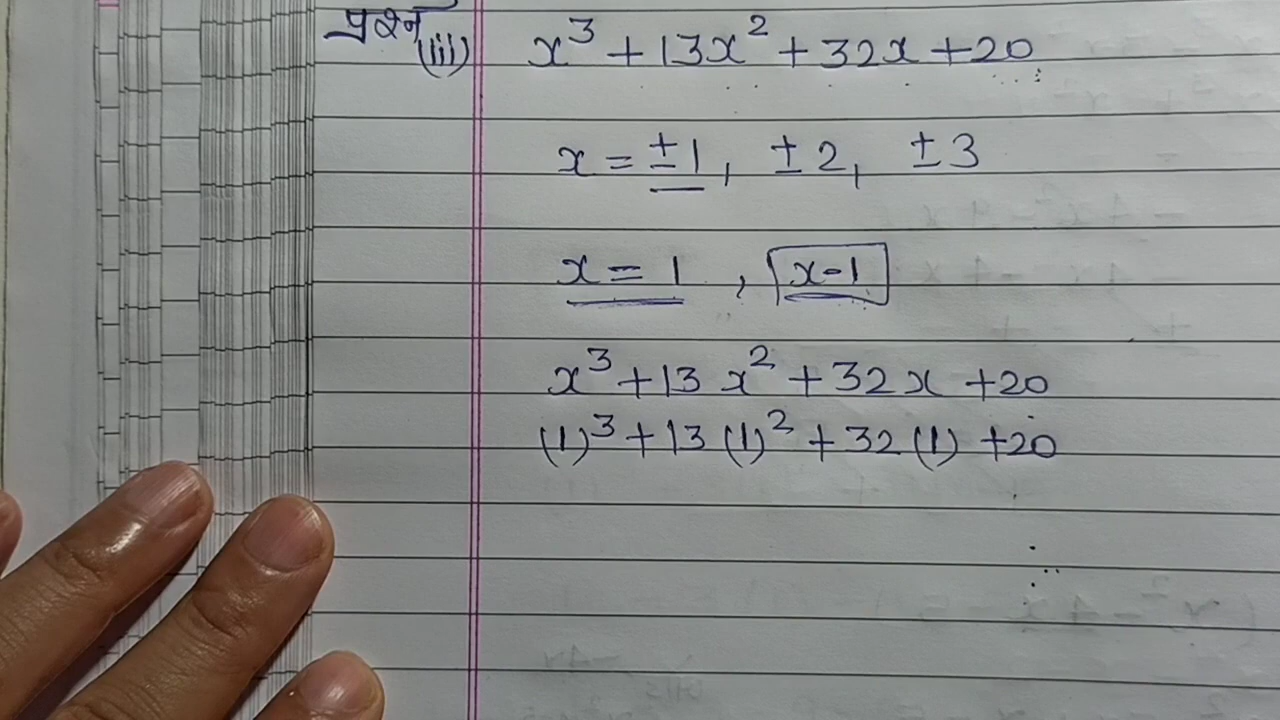 प्रश्न (iii) x³ + 13x² + 32x + 20
x = ±1, ±2, ±3
x = 1 , x-1
x³ + 13 x² + 32x + 20
(1)³ + 13 (1)² + 32 (1) + 20